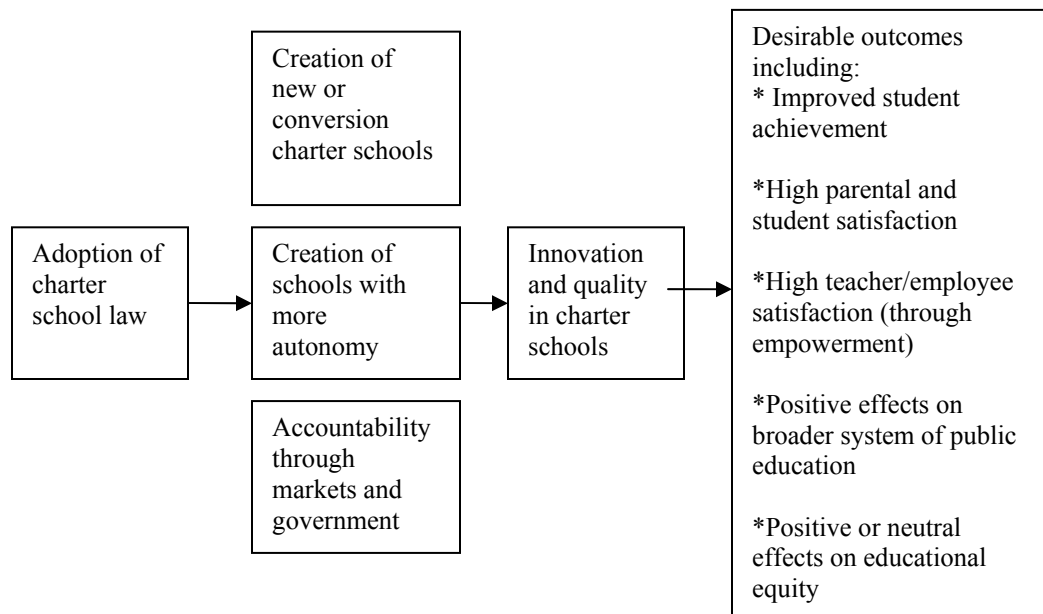 Adoption of
charter
school law
Creation of
new or
conversion
charter schools
Creation of
schools with
more
autonomy
Accountability
through
markets and
government
Innovation
and quality
in charter
schools
Desirable outcomes
including:
* Improved student
achievement
*High parental and
student satisfaction
*High teacher/employee
satisfaction (through
empowerment)
*Positive effects on
broader system of public
education
*Positive or neutral
effects on educational
equity